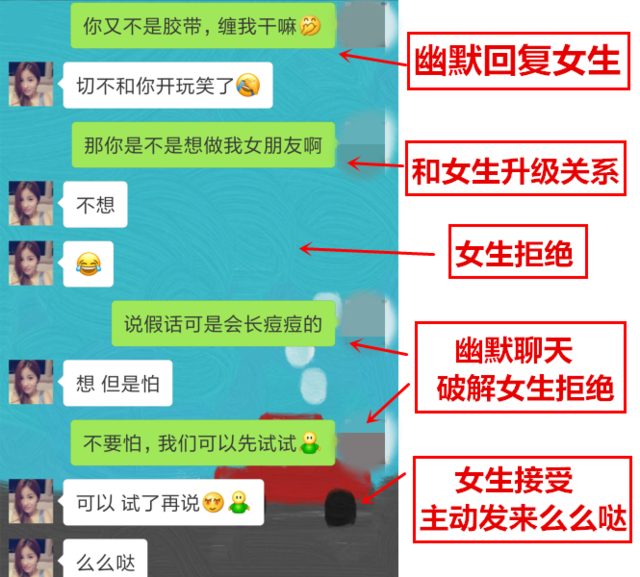 你又不是胶带，缠我干嘛
幽默回复女生
切不和你开玩笑了
那你是不是想做我女朋友啊
和女生升级关系
不想
女生拒绝
说假话可是会长痘痘的
幽默聊天
破解女生拒绝
想 但是怕
不要怕，我们可以先试试
女生接受
主动发来么么哒
可以 试了再说
么么哒